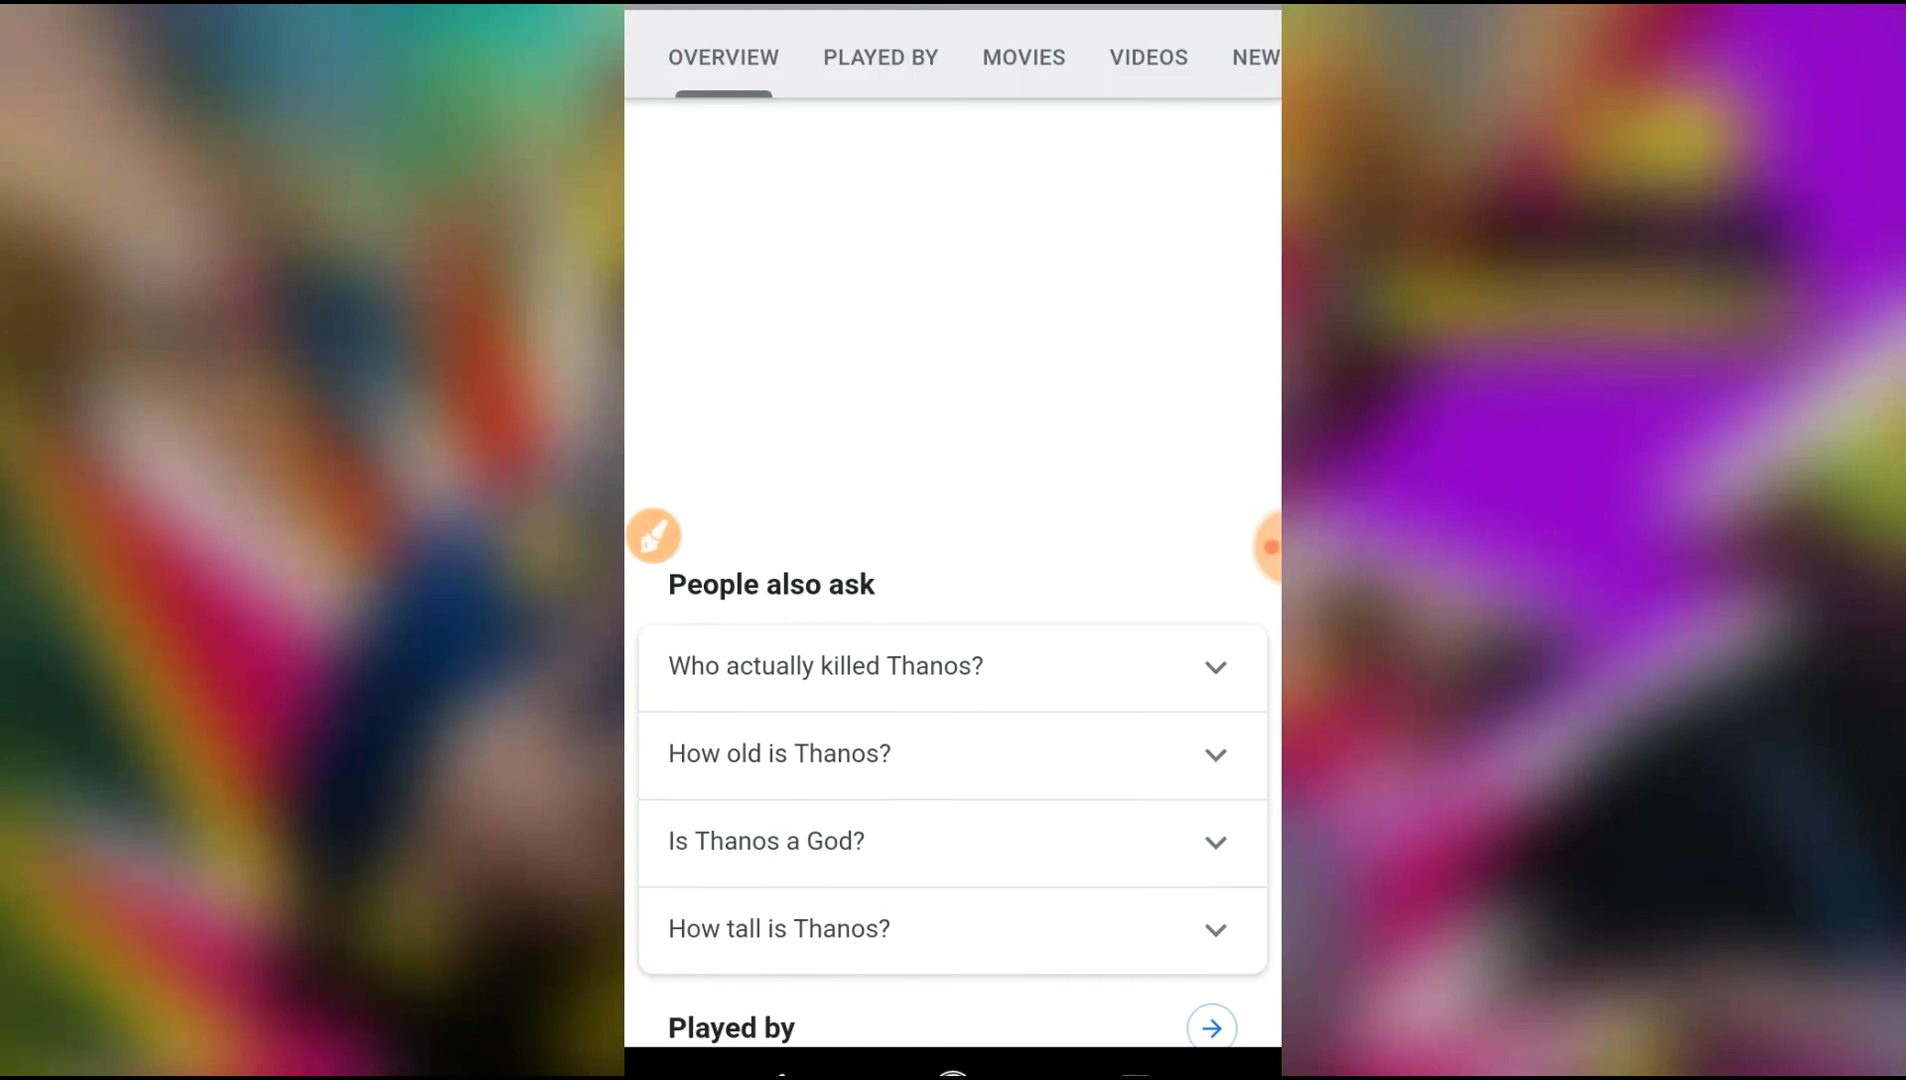 OVERVIEW PLAYED BY MOVIES VIDEOS NEW
People also ask
Who actually killed Thanos?
How old is Thanos?
Is Thanos a God?
How tall is Thanos?
Played by